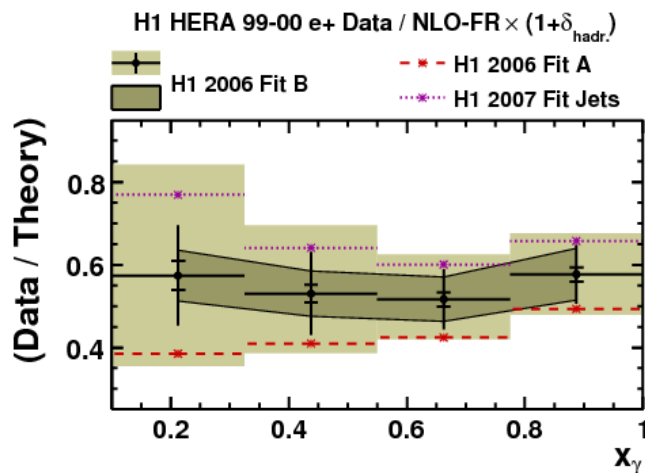 H1 HERA 99-00 e+ Data / NLO-FR × (1+δhadr.)
H1 2006 Fit B
H1 2006 Fit A
H1 2007 Fit Jets
(Data / Theory)
0.8
0.6
0.4
0.2 0.4 0.6 0.8 1
xγ